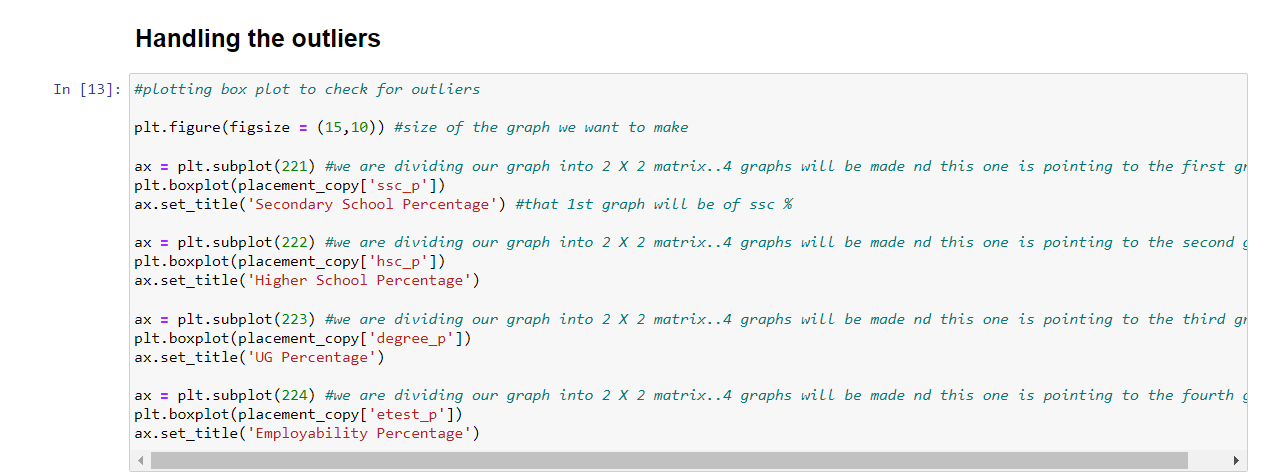 Handling the outliers
In [13]: #plotting box plot to check for outliers
plt.figure(figsize = (15,10)) #size of the graph we want to make
ax = plt.subplot(221) #we are dividing our graph into 2 X 2 matrix..4 graphs will be made nd this one is pointing to the first
plt.boxplot(placement_copy['ssc_p'])
ax.set_title('Secondary School Percentage') #that 1st graph will be of ssc %
ax = plt.subplot(222) #we are dividing our graph into 2 X 2 matrix..4 graphs will be made nd this one is pointing to the second
plt.boxplot(placement_copy['hsc_p'])
ax.set_title('Higher School Percentage')
ax = plt.subplot(223) #we are dividing our graph into 2 X 2 matrix..4 graphs will be made nd this one is pointing to the third
plt.boxplot(placement_copy['degree_p'])
ax.set_title('UG Percentage')
ax = plt.subplot(224) #we are dividing our graph into 2 X 2 matrix..4 graphs will be made nd this one is pointing to the fourth
plt.boxplot(placement_copy['etest_p'])
ax.set_title('Employability Percentage')